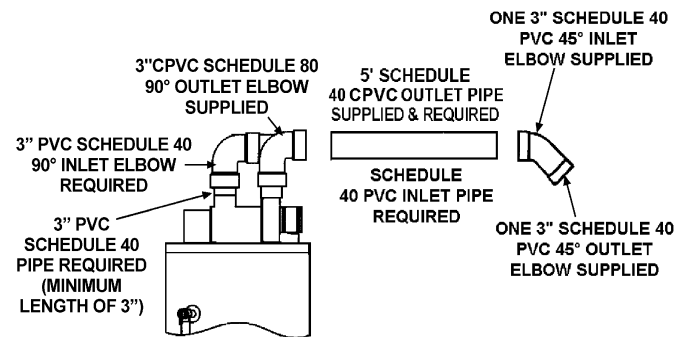 ONE 3" SCHEDULE 40
PVC 45° INLET
ELBOW SUPPLIED
3"CPVC SCHEDULE 80
90° OUTLET ELBOW
SUPPLIED
5' SCHEDULE
40 CPVC OUTLET PIPE
SUPPLIED & REQUIRED
3” PVC SCHEDULE 40
90° INLET ELBOW
REQUIRED
SCHEDULE
40 PVC INLET PIPE
REQUIRED
3” PVC
SCHEDULE 40
PIPE REQUIRED
(MINIMUM
LENGTH OF 3”)
ONE 3" SCHEDULE 40
PVC 45° OUTLET
ELBOW SUPPLIED